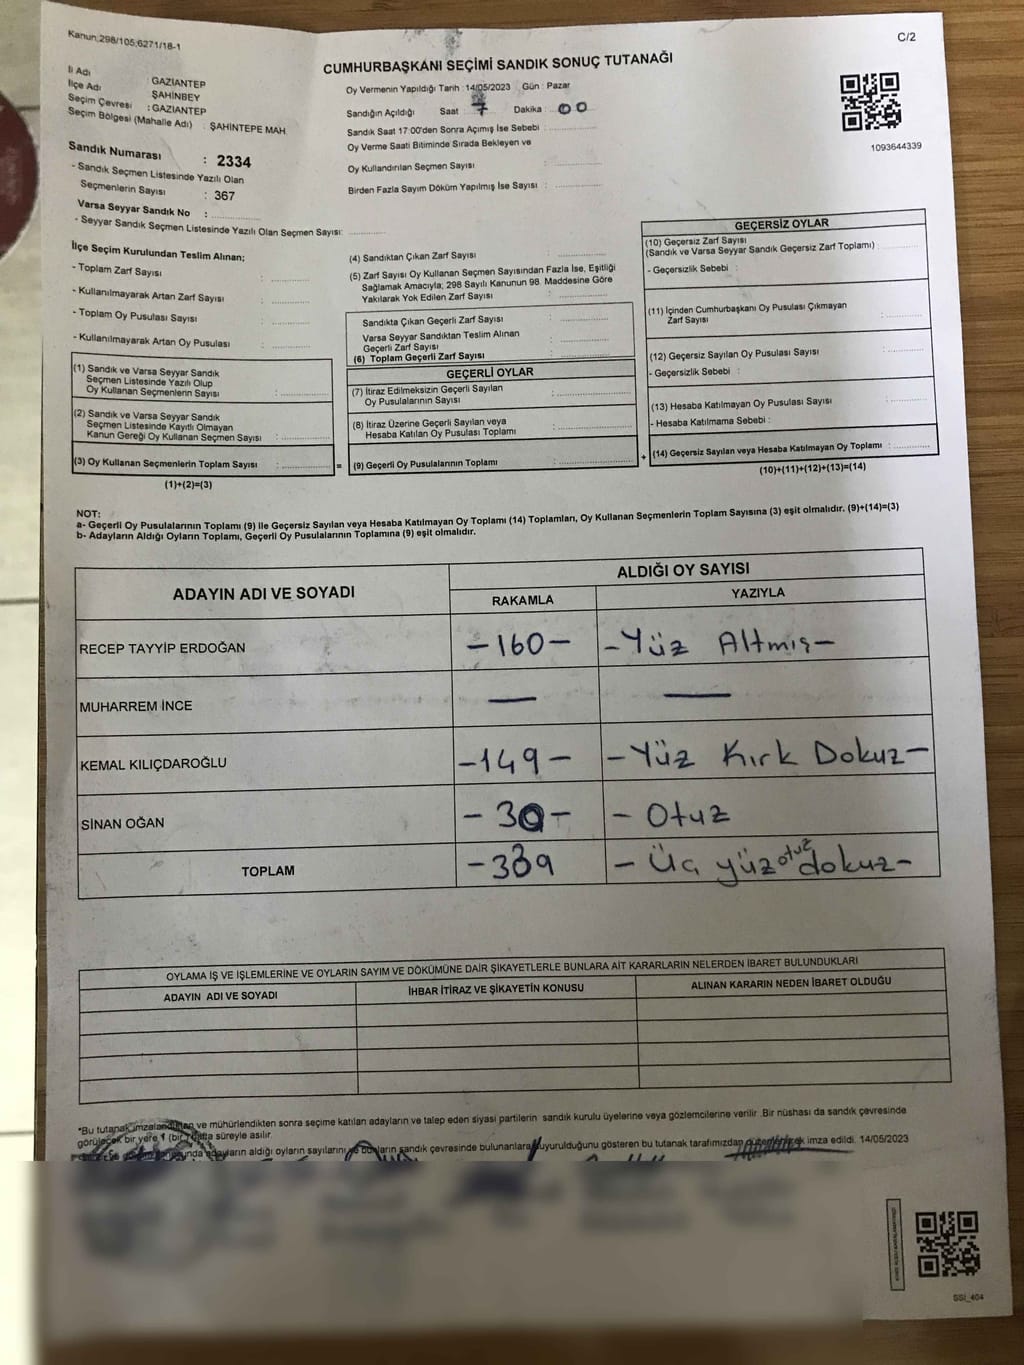 Kanun:298/105;6271/18-1
C/2
CUMHURBAŞKANI SEÇİMİ SANDIK SONUÇ TUTANAĞI
İl Adı : GAZİANTEP
İlçe Adı ŞAHİNBEY
Seçim Çevresi : GAZİANTEP
Seçim Bölgesi (Mahalle Adı) : ŞAHİNTEPE MAH.
Oy Vermenin Yapıldığı Tarih : 14/05/2023 Gün : Pazar
Sandığın Açıldığı Saat 7 Dakika : 00
Sandık Saat 17:00'den Sonra Açımış İse Sebebi :
Oy Verme Saati Bitiminde Sırada Bekleyen ve
Oy Kullandırılan Seçmen Sayısı :
Birden Fazla Sayım Döküm Yapılmış İse Sayısı :
1093644339
Sandık Numarası : 2334
- Sandık Seçmen Listesinde Yazılı Olan
Seçmenlerin Sayısı : 367
Varsa Seyyar Sandık No :
- Seyyar Sandık Seçmen Listesinde Yazılı Olan Seçmen Sayısı:
İlçe Seçim Kurulundan Teslim Alınan;
- Toplam Zarf Sayısı :
- Kullanılmayarak Artan Zarf Sayısı :
- Toplam Oy Pusulası Sayısı :
- Kullanılmayarak Artan Oy Pusulası :
(1) Sandık ve Varsa Seyyar Sandık
Seçmen Listesinde Yazılı Olup
Oy Kullanan Seçmenlerin Sayısı :
(2) Sandık ve Varsa Seyyar Sandık
Seçmen Listesinde Kayıtlı Olmayan
Kanun Gereği Oy Kullanan Seçmen Sayısı :
(3) Oy Kullanan Seçmenlerin Toplam Sayısı : =
(1)+(2)=(3)
(4) Sandıktan Çıkan Zarf Sayısı :
(5) Zarf Sayısı Oy Kullanan Seçmen Sayısından Fazla İse, Eşitliği
Sağlamak Amacıyla; 298 Sayılı Kanunun 98. Maddesine Göre
Yakılarak Yok Edilen Zarf Sayısı :
Sandıkta Çıkan Geçerli Zarf Sayısı :
Varsa Seyyar Sandıktan Teslim Alınan
Geçerli Zarf Sayısı :
(6) Toplam Geçerli Zarf Sayısı :
GEÇERLİ OYLAR
(7) İtiraz Edilmeksizin Geçerli Sayılan
Oy Pusulalarının Sayısı :
(8) İtiraz Üzerine Geçerli Sayılan veya
Hesaba Katılan Oy Pusulası Toplamı :
(9) Geçerli Oy Pusulalarının Toplamı : +
GEÇERSİZ OYLAR
(10) Geçersiz Zarf Sayısı
(Sandık ve Varsa Seyyar Sandık Geçersiz Zarf Toplamı) :
- Geçersizlik Sebebi :
(11) İçinden Cumhurbaşkanı Oy Pusulası Çıkmayan
Zarf Sayısı :
(12) Geçersiz Sayılan Oy Pusulası Sayısı :
- Geçersizlik Sebebi :
(13) Hesaba Katılmayan Oy Pusulası Sayısı :
- Hesaba Katılmama Sebebi :
(14) Geçersiz Sayılan veya Hesaba Katılmayan Oy Toplamı :
(10)+(11)+(12)+(13)=(14)
NOT:
a- Geçerli Oy Pusulalarının Toplamı (9) ile Geçersiz Sayılan veya Hesaba Katılmayan Oy Toplamı (14) Toplamları, Oy Kullanan Seçmenlerin Toplam Sayısına (3) eşit olmalıdır. (9)+(14)=(3)
b- Adayların Aldığı Oyların Toplamı, Geçerli Oy Pusulalarının Toplamına (9) eşit olmalıdır.
ADAYIN ADI VE SOYADI ALDIĞI OY SAYISI
RAKAMLA YAZIYLA
RECEP TAYYİP ERDOĞAN -160- -Yüz Altmış-
MUHARREM İNCE — —
KEMAL KILIÇDAROĞLU -149- -Yüz Kırk Dokuz-
SİNAN OĞAN -30- - Otuz
TOPLAM -339 - Üç yüz otuz dokuz-
OYLAMA İŞ VE İŞLEMLERİNE VE OYLARIN SAYIM VE DÖKÜMÜNE DAİR ŞİKAYETLERLE BUNLARA AİT KARARLARIN NELERDEN İBARET BULUNDUKLARI
ADAYIN ADI VE SOYADI İHBAR İTİRAZ VE ŞİKAYETİN KONUSU ALINAN KARARIN NEDEN İBARET OLDUĞU
*Bu tutanak imzalandıktan ve mühürlendikten sonra seçime katılan adayların ve talep eden siyasi partilerin sandık kurulu üyelerine veya gözlemcilerine verilir. Bir nüshası da sandık çevresinde
görülecek bir yere 1 (bir) hafta süreyle asılır.
adayların aldığı oyların sayılarını ve bunların sandık çevresinde bulunanlara duyurulduğunu gösteren bu tutanak tarafımızdan imza edildi. 14/05/2023
SSI_404